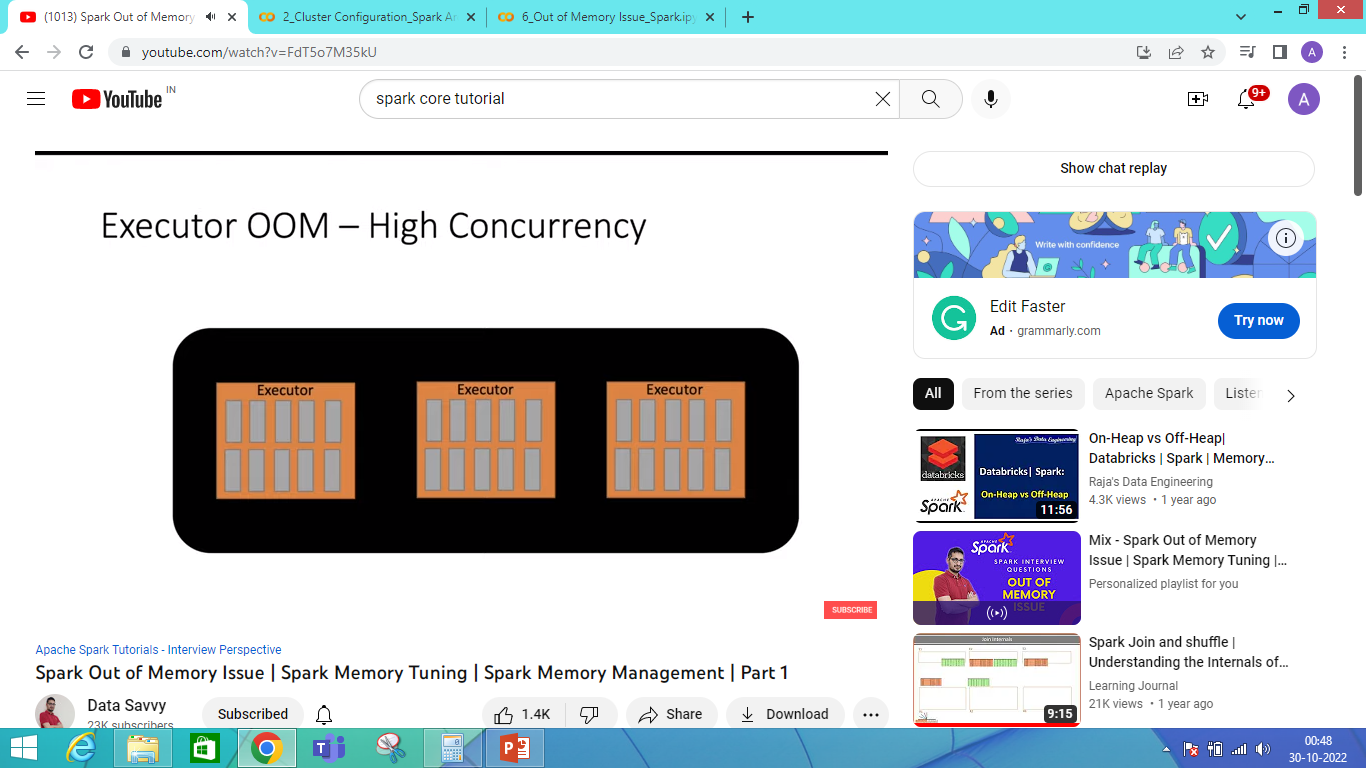 (1013) Spark Out of Memory
2_Cluster Configuration_Spark Ar
6_Out of Memory Issue_Spark.ipy
youtube.com/watch?v=FdT5o7M35kU
A
YouTube IN
spark core tutorial
9+
A
Executor OOM – High Concurrency
Executor
Executor
Executor
SUBSCRIBE
Apache Spark Tutorials - Interview Perspective
Spark Out of Memory Issue | Spark Memory Tuning | Spark Memory Management | Part 1
Data Savvy
23K subscribers
Subscribed
1.4K
Share
Download
Show chat replay
Write with confidence
Edit Faster
Ad · grammarly.com
Try now
All
From the series
Apache Spark
Lister
Raja's Data Engineering
databricks
Databricks| Spark:
On-Heap vs Off-Heap
APACHE
Spark
11:56
On-Heap vs Off-Heap|
Databricks | Spark | Memory...
Raja's Data Engineering
4.3K views • 1 year ago
APACHE
Spark
SPARK INTERVIEW
QUESTIONS
OUT OF
MEMORY
ISSUE
Mix - Spark Out of Memory
Issue | Spark Memory Tuning |...
Personalized playlist for you
Join Internals
9:15
Spark Join and shuffle |
Understanding the Internals of...
Learning Journal
21K views • 1 year ago
00:48
30-10-2022